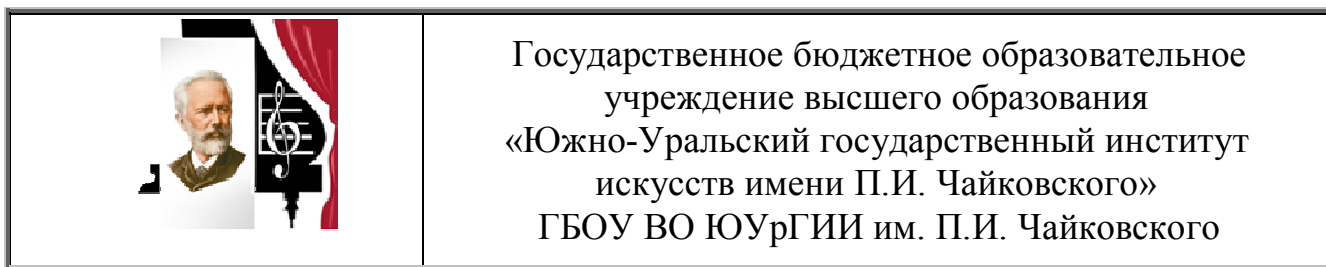 Государственное бюджетное образовательное
учреждение высшего образования
«Южно-Уральский государственный институт
искусств имени П.И. Чайковского»
ГБОУ ВО ЮУрГИИ им. П.И. Чайковского